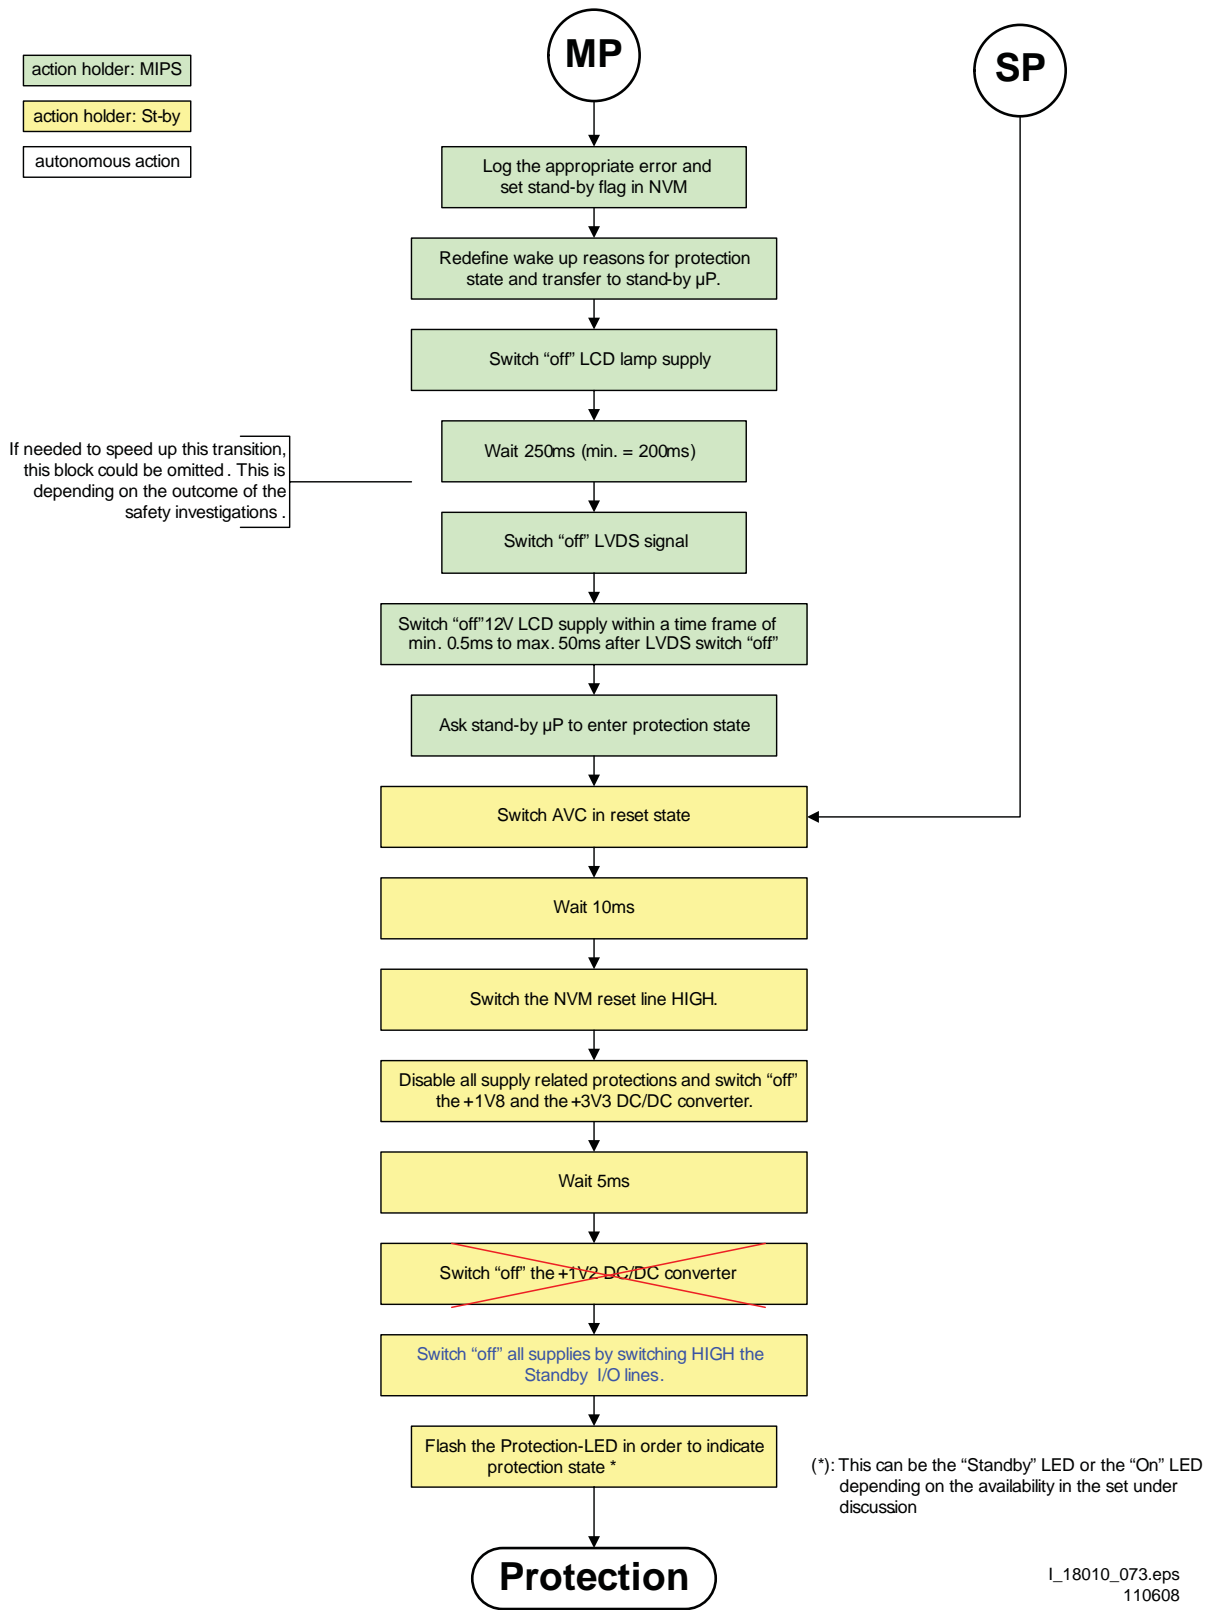 MP
SP
action holder: MIPS
action holder: St-by
autonomous action
Log the appropriate error and
set stand-by flag in NVM
Redefine wake up reasons for protection
state and transfer to stand-by µP.
Switch “off” LCD lamp supply
If needed to speed up this transition,
this block could be omitted . This is
depending on the outcome of the
safety investigations .
Wait 250ms (min. = 200ms)
Switch “off” LVDS signal
Switch “off”12V LCD supply within a time frame of
min. 0.5ms to max. 50ms after LVDS switch “off”
Ask stand-by µP to enter protection state
Switch AVC in reset state
Wait 10ms
Switch the NVM reset line HIGH.
Disable all supply related protections and switch “off”
the +1V8 and the +3V3 DC/DC converter.
Wait 5ms
Switch “off” the +1V2 DC/DC converter
Switch “off” all supplies by switching HIGH the
Standby I/O lines.
Flash the Protection-LED in order to indicate
protection state *
(*): This can be the “Standby” LED or the “On” LED
depending on the availability in the set under
discussion
Protection
I_18010_073.eps
110608